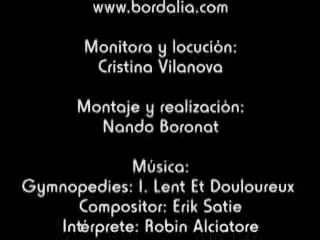 www.bordalia.com
Monitora y locución:
Cristina Vilanova
Montaje y realización:
Nando Boronat
Música:
Gymnopedies: I. Lent Et Douloureux
Compositor: Erik Satie
Intérprete: Robin Alciatore